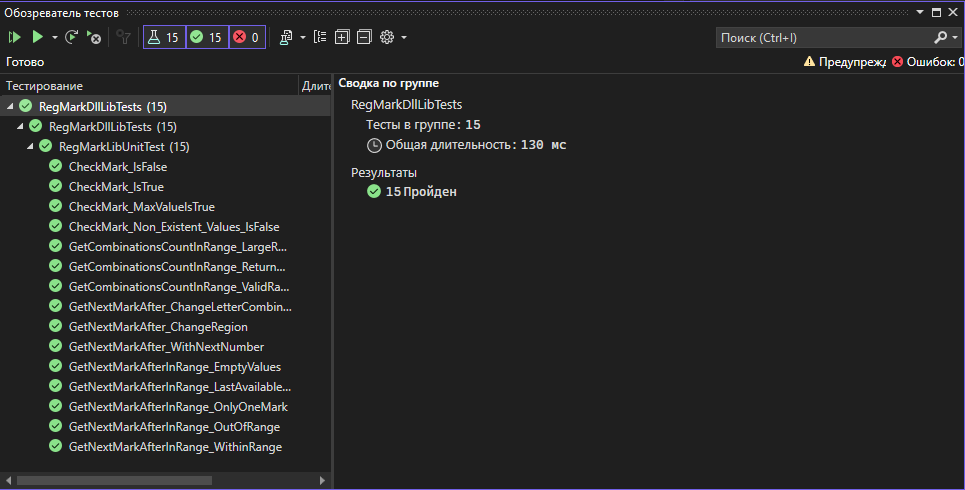 Обозреватель тестов
15 15 0
Поиск (Ctrl+I)
Готово
Предупрежд Ошибок: 0
Тестирование Длите
RegMarkDllLibTests (15)
RegMarkDllLibTests (15)
RegMarkLibUnitTest (15)
CheckMark_IsFalse
CheckMark_IsTrue
CheckMark_MaxValueIsTrue
CheckMark_Non_Existent_Values_IsFalse
GetCombinationsCountInRange_LargeR...
GetCombinationsCountInRange_Return...
GetCombinationsCountInRange_ValidRa...
GetNextMarkAfter_ChangeLetterCombin...
GetNextMarkAfter_ChangeRegion
GetNextMarkAfter_WithNextNumber
GetNextMarkAfterInRange_EmptyValues
GetNextMarkAfterInRange_LastAvailable...
GetNextMarkAfterInRange_OnlyOneMark
GetNextMarkAfterInRange_OutOfRange
GetNextMarkAfterInRange_WithinRange
Сводка по группе
RegMarkDllLibTests
Тесты в группе: 15
Общая длительность: 130 мс
Результаты
15 Пройден